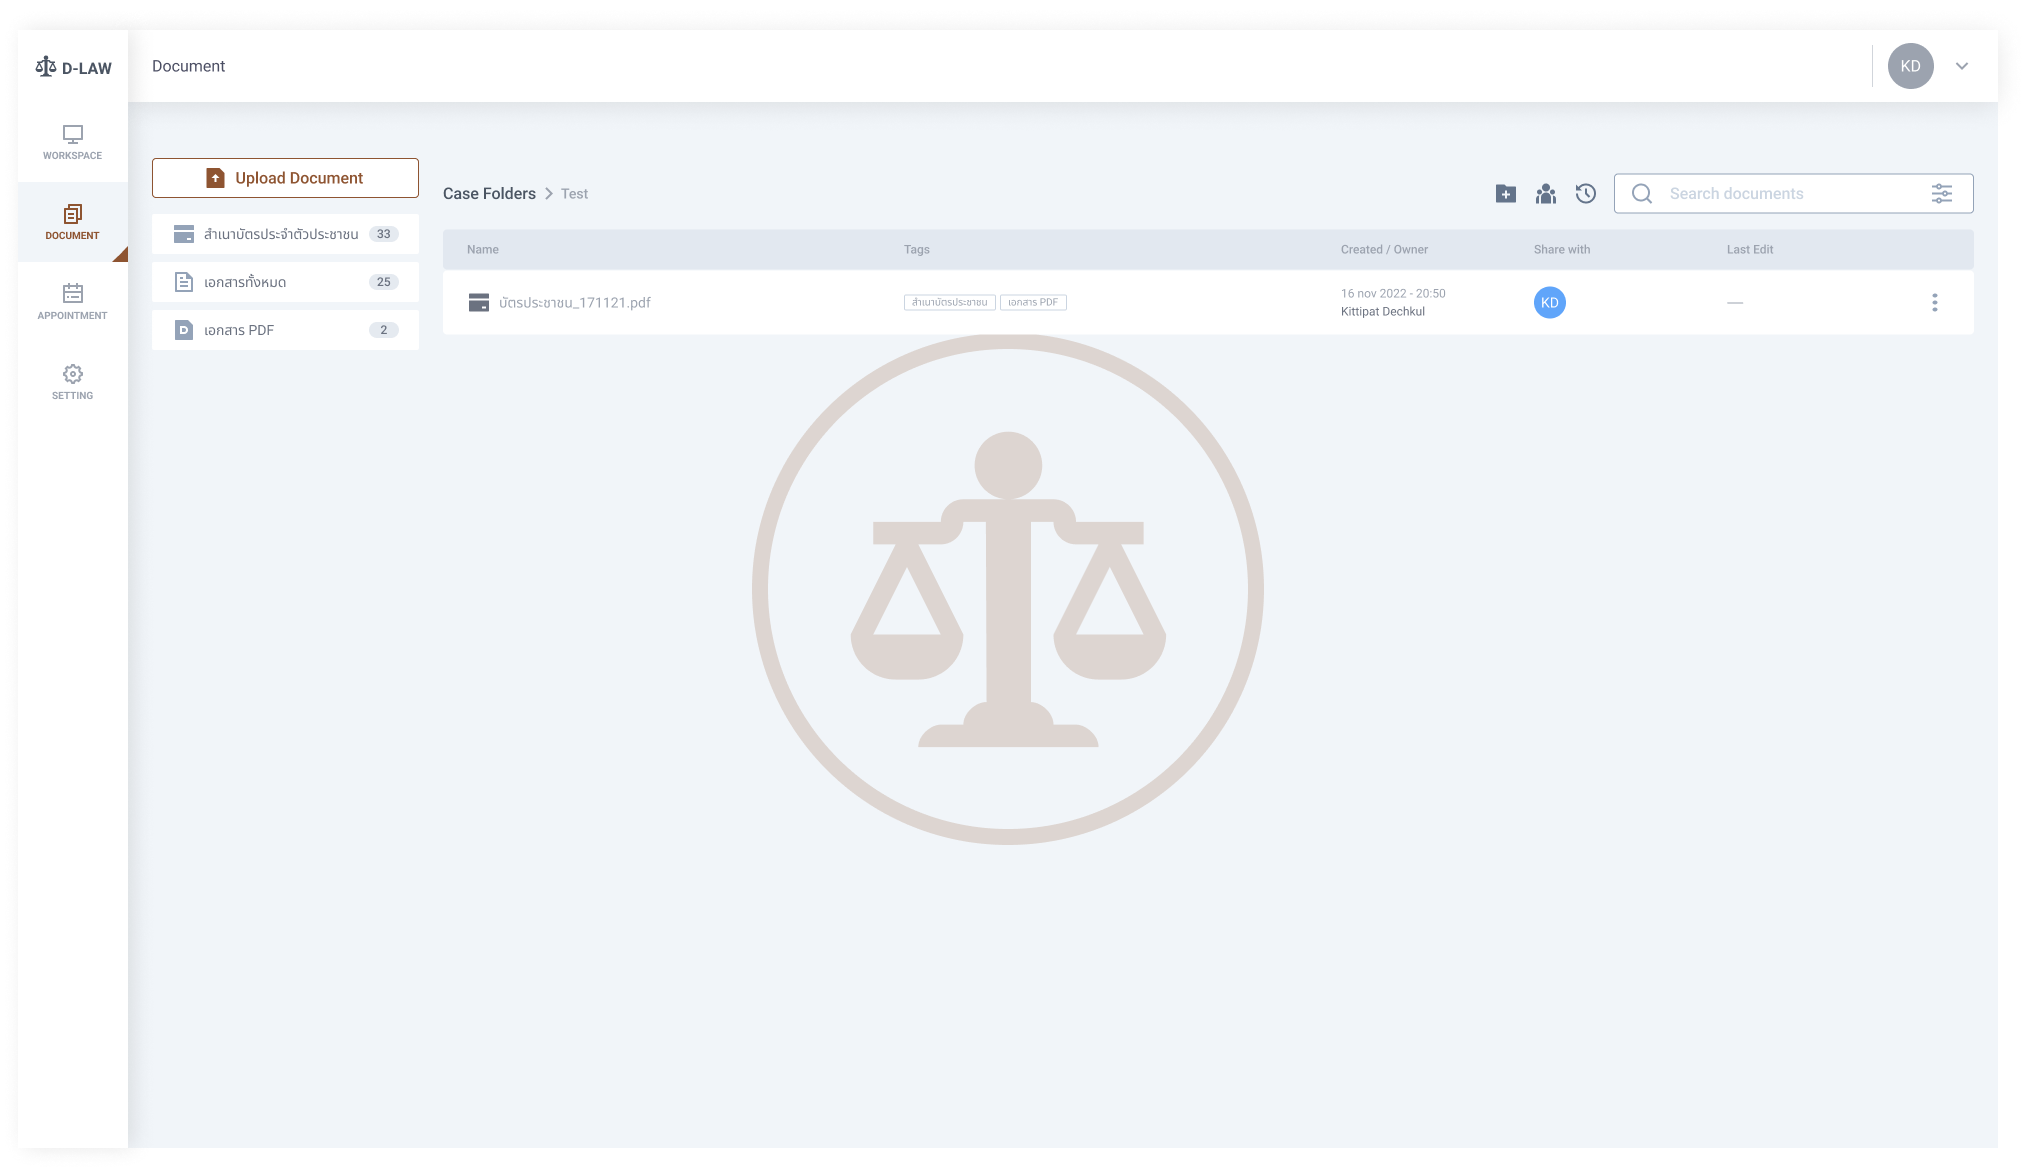 D-LAW
Document
KD
WORKSPACE
DOCUMENT
APPOINTMENT
SETTING
Upload Document
สำเนาบัตรประจำตัวประชาชน 33
เอกสารทั้งหมด 25
D เอกสาร PDF 2
Case Folders > Test
Search documents
Name Tags Created / Owner Share with Last Edit
บัตรประชาชน_171121.pdf สำเนาบัตรประชาชน เอกสาร PDF 16 nov 2022 - 20:50 KD —
Kittipat Dechkul